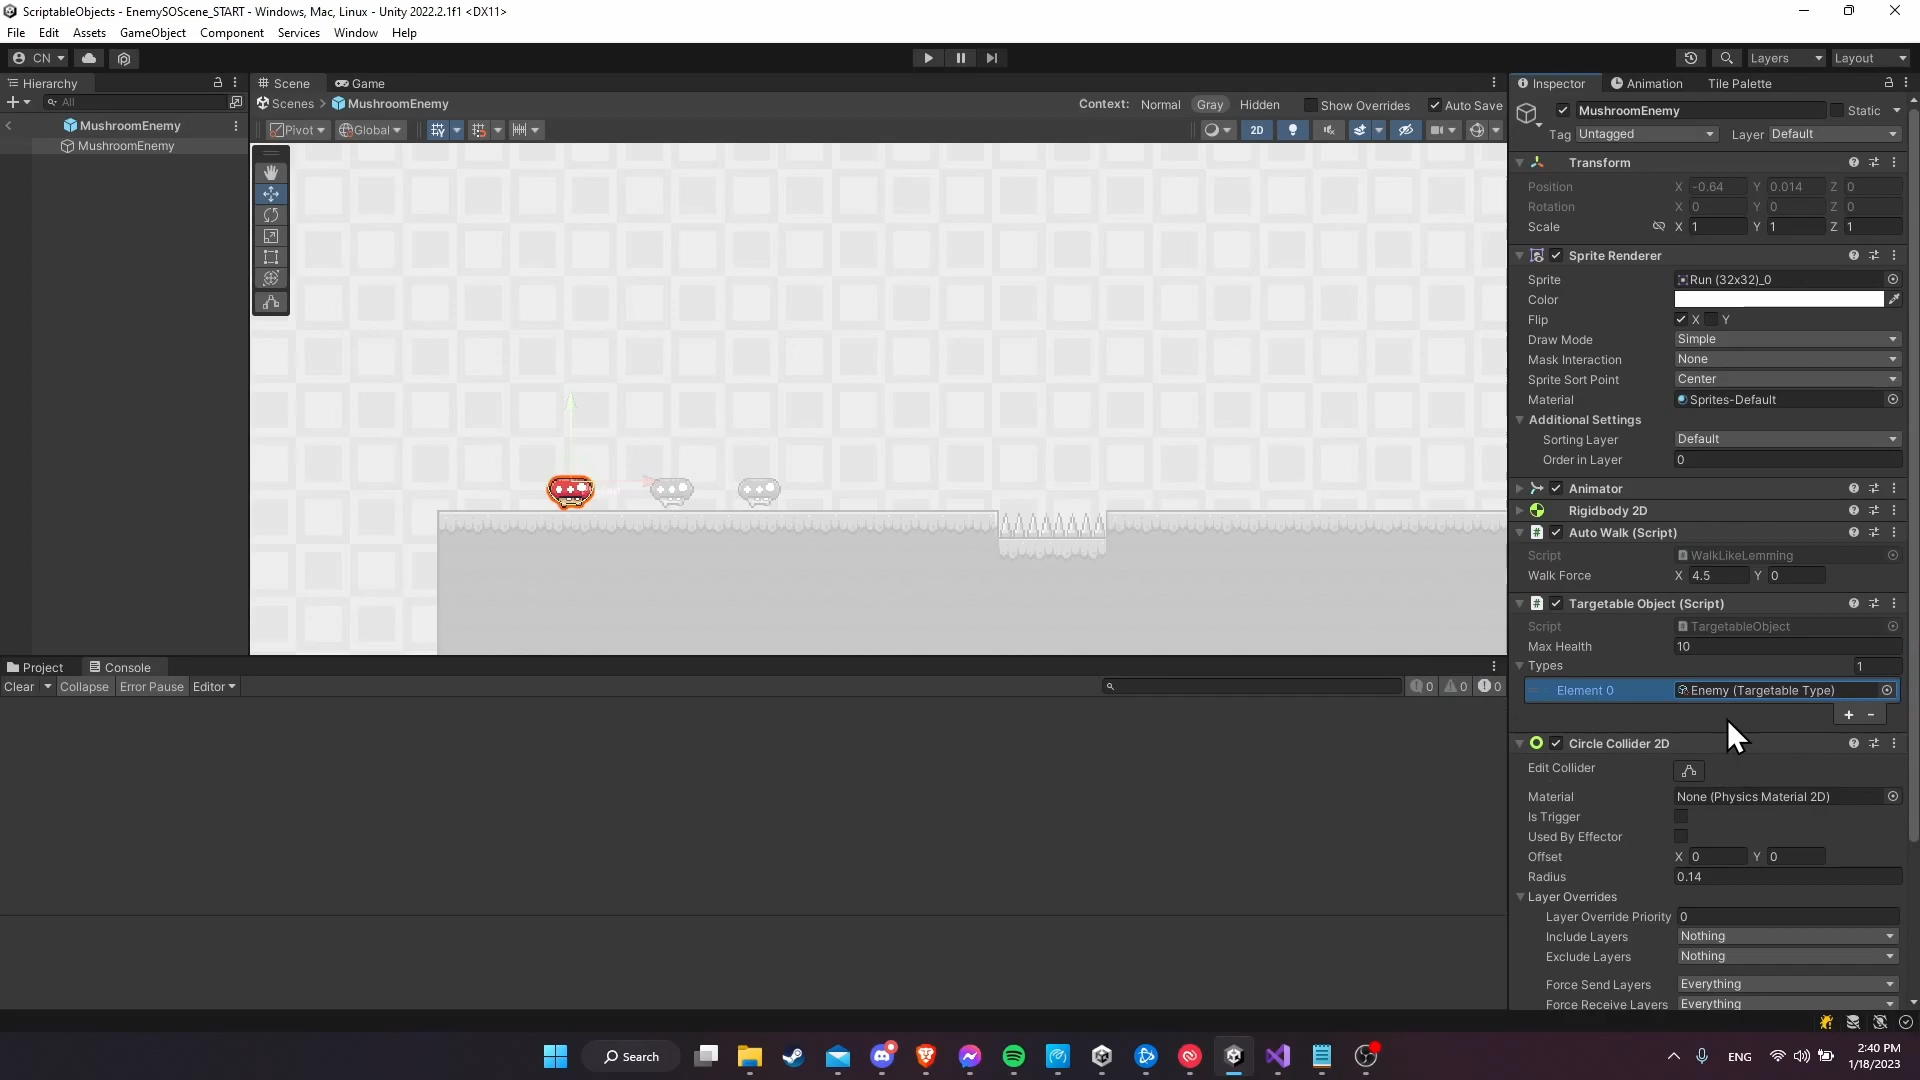 ScriptableObjects - EnemySOScene_START - Windows, Mac, Linux - Unity 2022.2.1f1 <DX11>
File Edit Assets GameObject Component Services Window Help
CN
Layers Layout
Hierarchy
All
MushroomEnemy
MushroomEnemy
Scene Game
Scenes MushroomEnemy
Context: Normal Gray Hidden Show Overrides Auto Save
Pivot Global 2D
Project Console
Clear Collapse Error Pause Editor
0 0 0
Inspector Animation Tile Palette
MushroomEnemy Static
Tag Untagged Layer Default
Transform
Position X -0.64 Y 0.014 Z 0
Rotation X 0 Y 0 Z 0
Scale X 1 Y 1 Z 1
Sprite Renderer
Sprite Run (32x32)_0
Color
Flip X Y
Draw Mode Simple
Mask Interaction None
Sprite Sort Point Center
Material Sprites-Default
Additional Settings
Sorting Layer Default
Order in Layer 0
Animator
Rigidbody 2D
Auto Walk (Script)
Script WalkLikeLemming
Walk Force X 4.5 Y 0
Targetable Object (Script)
Script TargetableObject
Max Health 10
Types 1
Element 0 Enemy (Targetable Type)
+ -
Circle Collider 2D
Edit Collider
Material None (Physics Material 2D)
Is Trigger
Used By Effector
Offset X 0 Y 0
Radius 0.14
Layer Overrides
Layer Override Priority 0
Include Layers Nothing
Exclude Layers Nothing
Force Send Layers Everything
Force Receive Layers Everything
Search
ENG
2:40 PM
1/18/2023